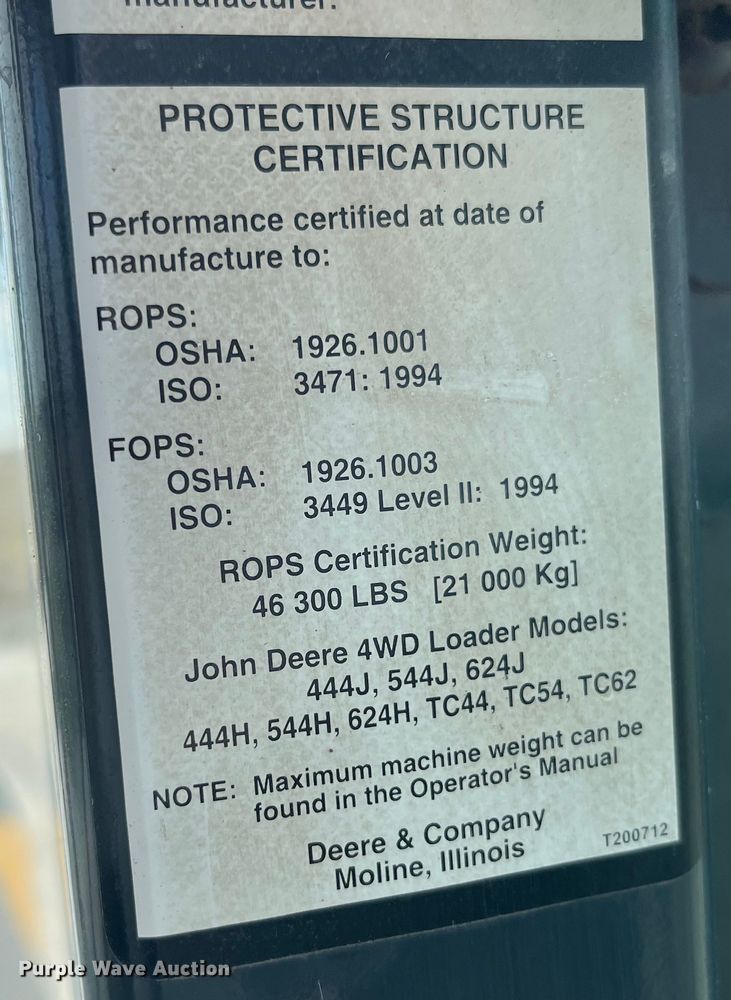 manufacturer.
PROTECTIVE STRUCTURE
CERTIFICATION
Performance certified at date of
manufacture to:
ROPS:
OSHA: 1926.1001
ISO: 3471: 1994
FOPS:
OSHA: 1926.1003
ISO: 3449 Level II: 1994
ROPS Certification Weight:
46 300 LBS [21 000 Kg]
John Deere 4WD Loader Models:
444J, 544J, 624J
444H, 544H, 624H, TC44, TC54, TC62
NOTE: Maximum machine weight can be
found in the Operator's Manual
Deere & Company
Moline, Illinois
T200712
Purple Wave Auction